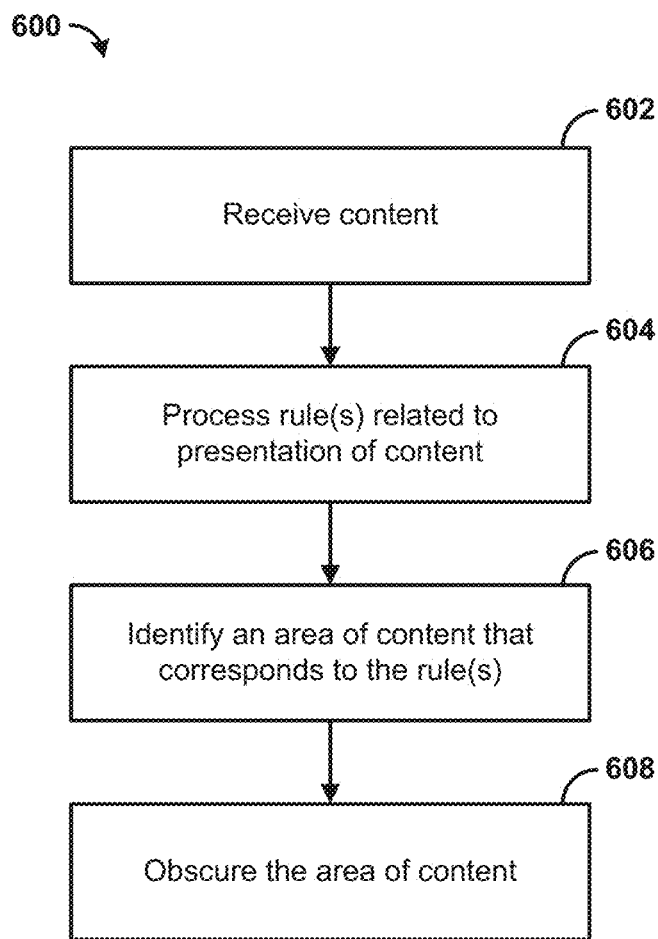 600
602
Receive content
604
Process rule(s) related to
presentation of content
606
Identify an area of content that
corresponds to the rule(s)
608
Obscure the area of content